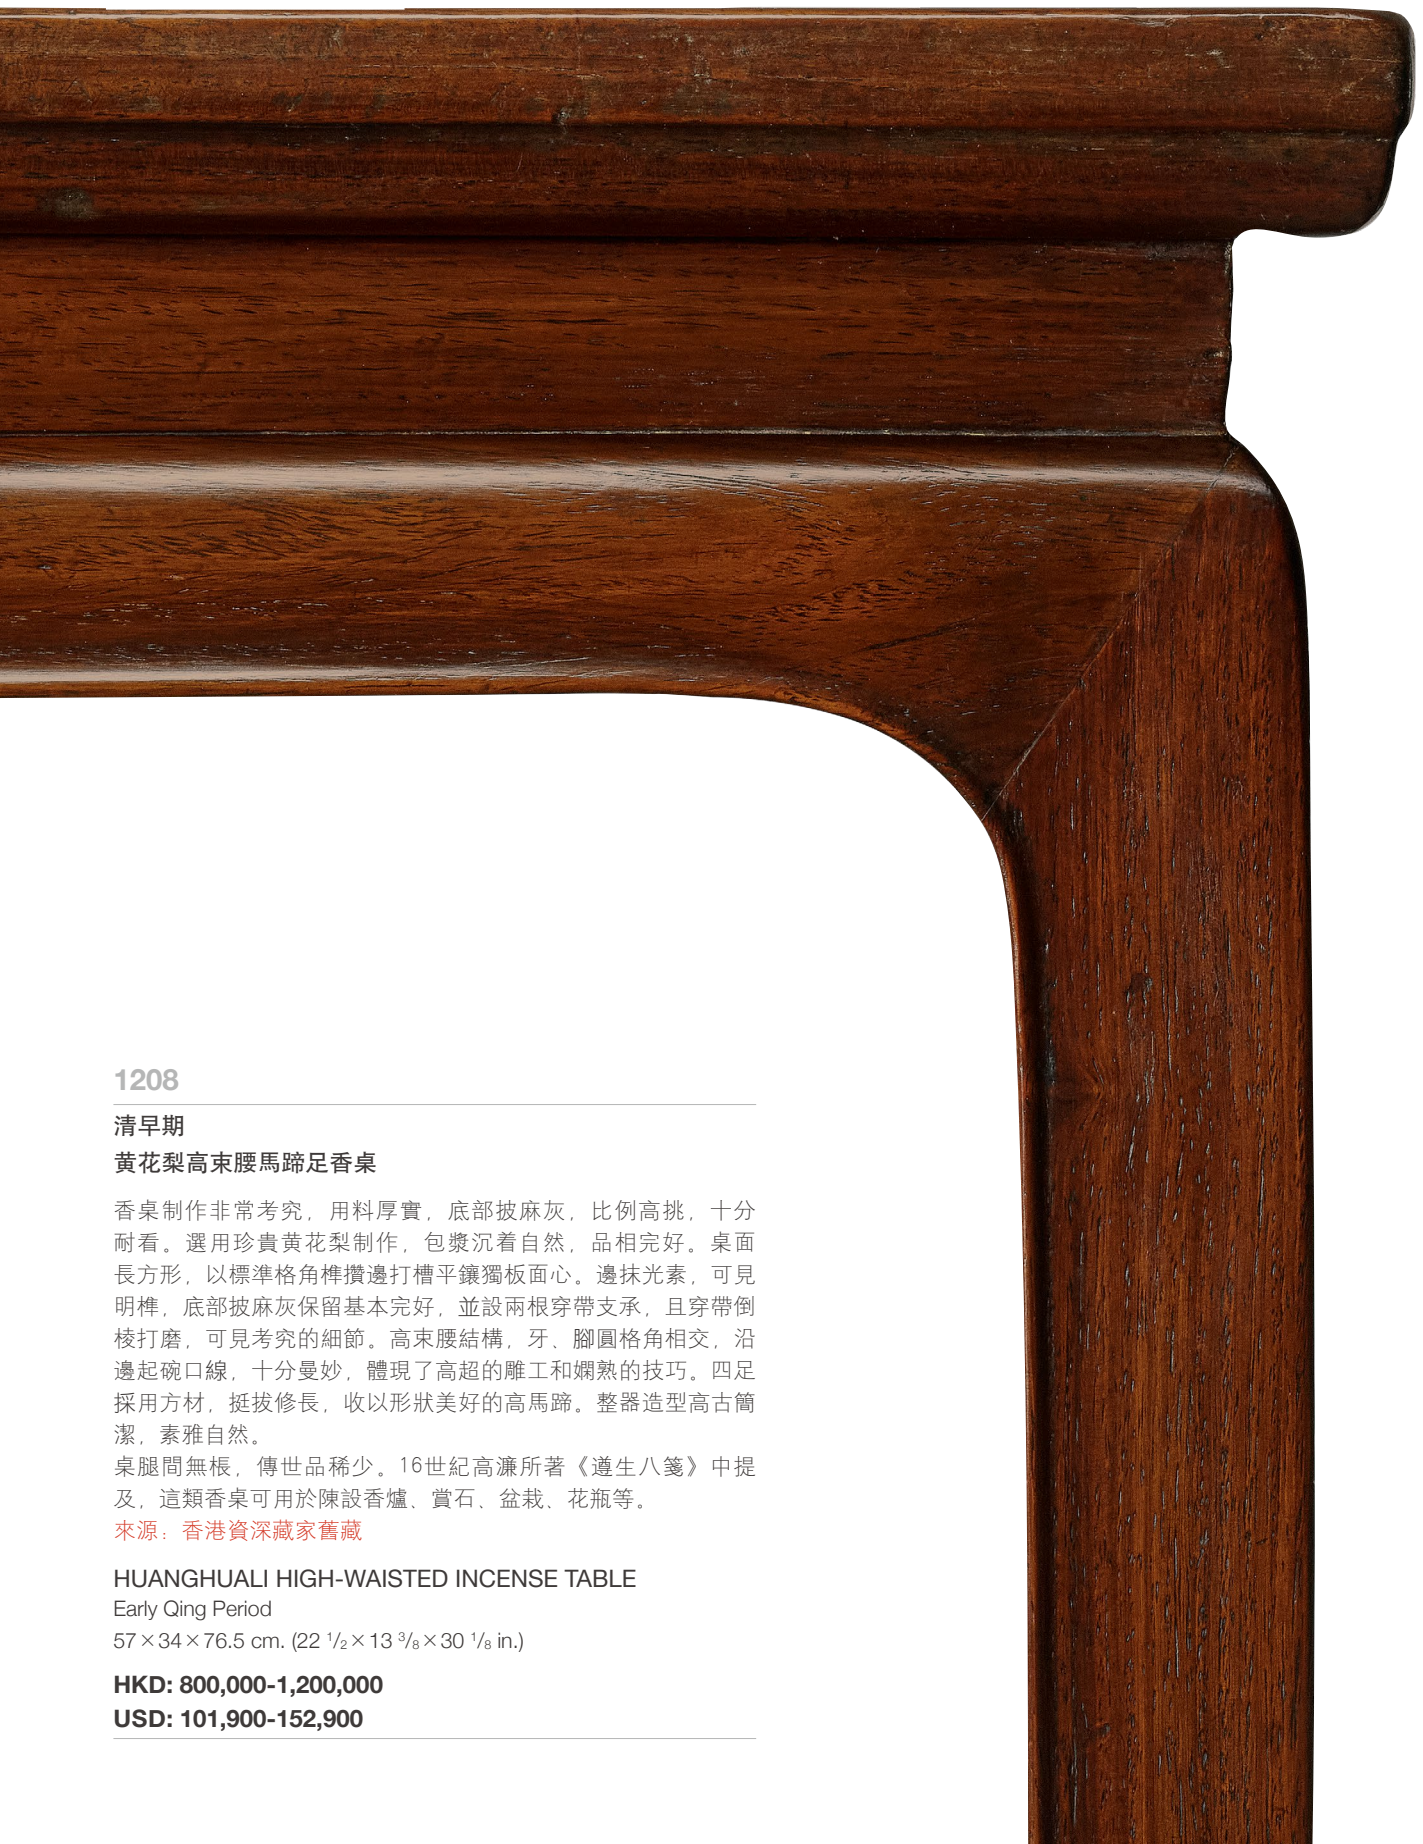 1208
清早期
黄花梨高束腰馬蹄足香桌
香桌制作非常考究，用料厚實，底部披麻灰，比例高挑，十分
耐看。選用珍貴黄花梨制作，包漿沉着自然，品相完好。桌面
長方形，以標準格角榫攢邊打槽平鑲獨板面心。邊抹光素，可見
明榫，底部披麻灰保留基本完好，並設兩根穿帶支承，且穿帶倒
棱打磨，可見考究的細節。高束腰結構，牙、腳圓格角相交，沿
邊起碗口線，十分曼妙，體現了高超的雕工和嫻熟的技巧。四足
採用方材，挺拔修長，收以形狀美好的高馬蹄。整器造型高古簡
潔，素雅自然。
桌腿間無棖，傳世品稀少。16世紀高濂所著《遵生八箋》中提
及，這類香桌可用於陳設香爐、賞石、盆栽、花瓶等。
來源：香港資深藏家舊藏
HUANGHUALI HIGH-WAISTED INCENSE TABLE
Early Qing Period
57×34×76.5 cm. (22 1/2×13 3/8×30 1/8 in.)
HKD: 800,000-1,200,000
USD: 101,900-152,900